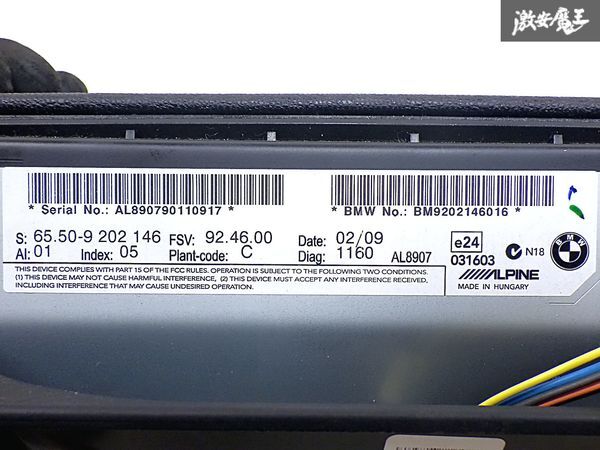 激安魔王
* Serial No.: AL890790110917 *
* BMW No.: BM9202146016 *
S: 65.50-9 202 146 FSV: 92.46.00 Date: 02/09
AI: 01 Index: 05 Plant-code: C Diag: 1160 AL8907
e24
031603
N18
BMW
ALPINE
MADE IN HUNGARY
THIS DEVICE COMPLIES WITH PART 15 OF THE FCC RULES. OPERATION IS SUBJECT TO THE FOLLOWING TWO CONDITIONS:
(1) THIS DEVICE MAY NOT CAUSE HARMFUL INTERFERENCE, AND (2) THIS DEVICE MUST ACCEPT ANY INTERFERENCE RECEIVED,
INCLUDING INTERFERENCE THAT MAY CAUSE UNDESIRED OPERATION.